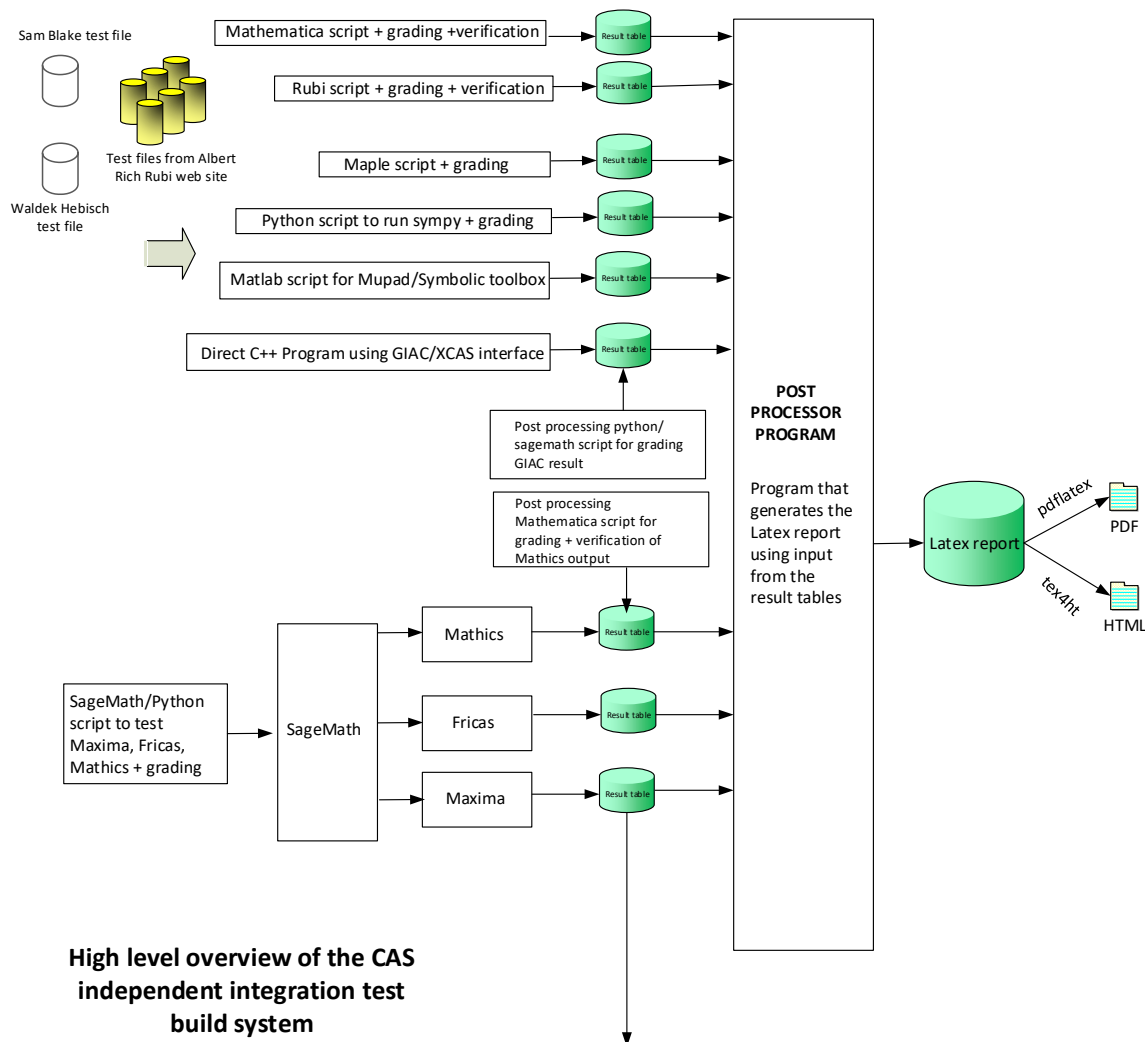 Sam Blake test file
Test files from Albert
Rich Rubi web site
Waldek Hebisch
test file
Mathematica script + grading +verification
Result table
Rubi script + grading + verification
Result table
Maple script + grading
Result table
Python script to run sympy + grading
Result table
Matlab script for Mupad/Symbolic toolbox
Result table
Direct C++ Program using GIAC/XCAS interface
Result table
Post processing python/
sagemath script for grading
GIAC result
Post processing
Mathematica script for
grading + verification of
Mathics output
SageMath/Python
script to test
Maxima, Fricas,
Mathics + grading
SageMath
Mathics
Result table
Fricas
Result table
Maxima
Result table
POST
PROCESSOR
PROGRAM
Program that
generates the
Latex report
using input
from the
result tables
Latex report
pdflatex
PDF
tex4ht
HTML
High level overview of the CAS
independent integration test
build system